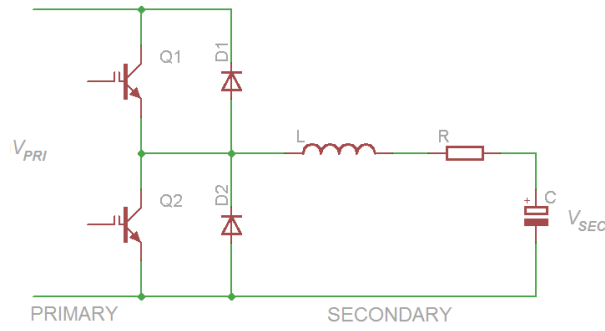 Q1
D1
L
R
V_PRI
Q2
D2
+
C
V_SEC
PRIMARY
SECONDARY